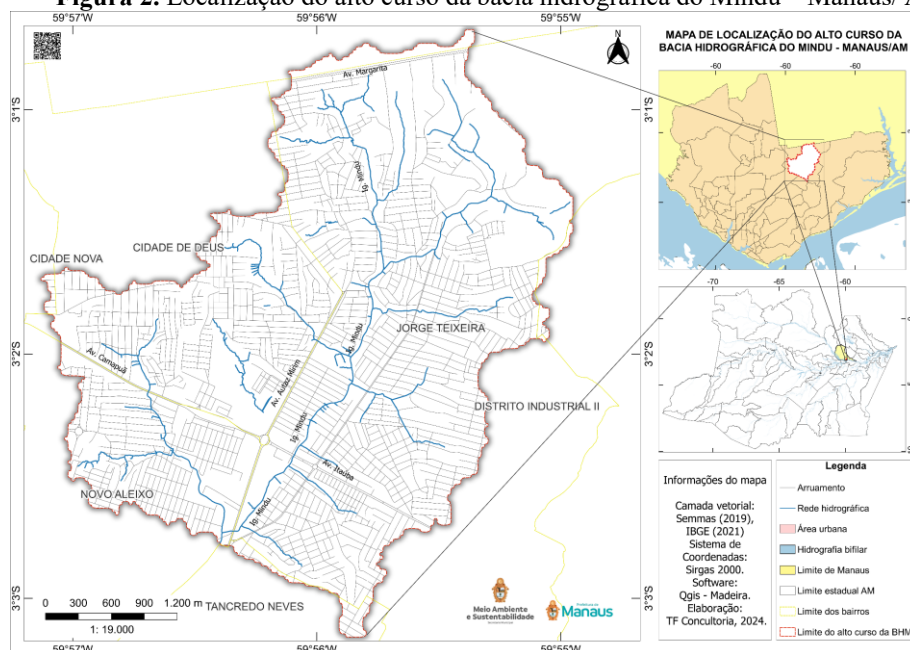 Figura 2. Localização do alto curso da bacia hidrográfica do Mindu – Manaus/
59°57'W
59°56'W
59°55'W
3°1'S
3°2'S
3°3'S
N
Av. Margarita
Ig. Mindu
CIDADE DE DEUS
CIDADE NOVA
JORGE TEIXEIRA
Ig. Mindu
Av. Camapuã
Av. Autaz Mirim
DISTRITO INDUSTRIAL II
Ig. Mindu
Av. Itaúba
NOVO ALEIXO
Ig. Mindu
TANCREDO NEVES
0 300 600 900 1.200 m
1: 19.000
Meio Ambiente
e Sustentabilidade
Manaus
3°1'S
3°2'S
3°3'S
59°57'W
59°56'W
59°55'W
MAPA DE LOCALIZAÇÃO DO ALTO CURSO DA
BACIA HIDROGRÁFICA DO MINDU - MANAUS/AM
-60
-60
-60
-70
-65
-60
Informações do mapa
Camada vetorial:
Semmas (2019),
IBGE (2021)
Sistema de
Coordenadas:
Sirgas 2000.
Software:
Qgis - Madeira.
Elaboração:
TF Concultoria, 2024.
Legenda
Arruamento
Rede hidrográfica
Área urbana
Hidrografia bifilar
Limite de Manaus
Limite estadual AM
Limite dos bairros
Limite do alto curso da BHM